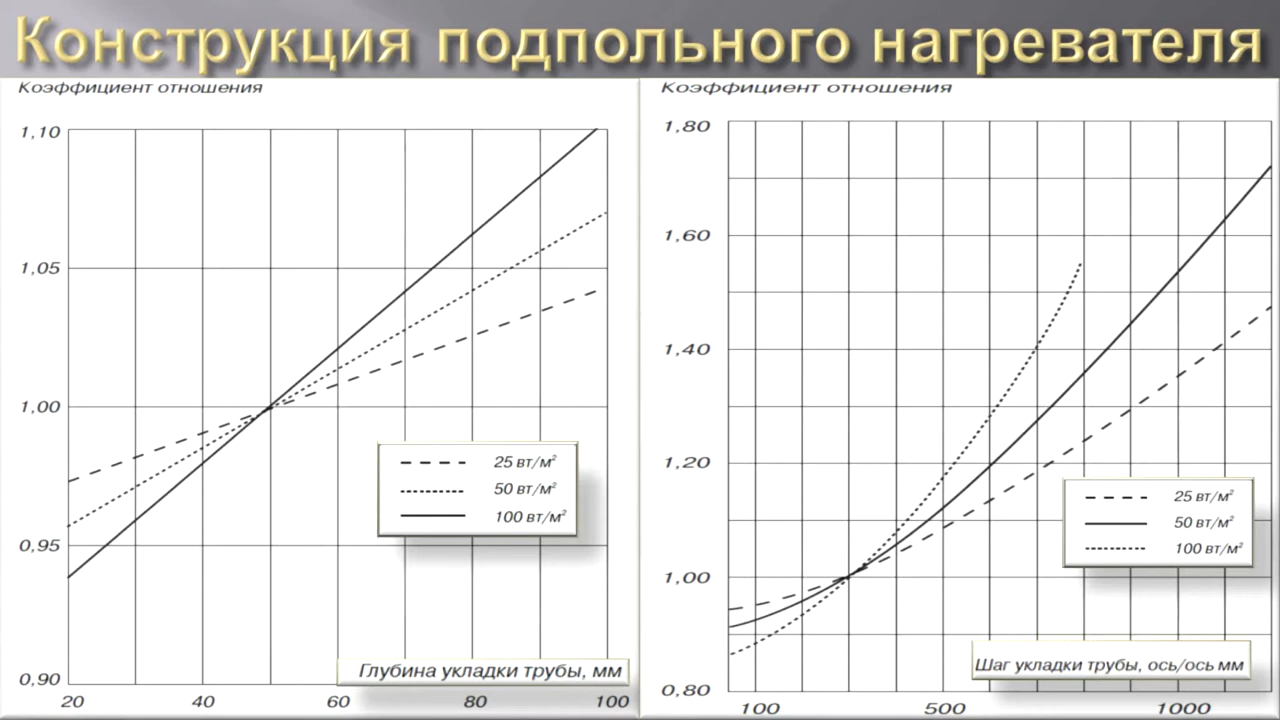 Конструкция подпольного нагревателя
Коэффициент отношения
1,10
1,05
1,00
0,95
0,90
20 40 60 80 100
25 вт/м²
50 вт/м²
100 вт/м²
Глубина укладки трубы, мм
Коэффициент отношения
1,80
1,60
1,40
1,20
1,00
0,80
100 500 1000
25 вт/м²
50 вт/м²
100 вт/м²
Шаг укладки трубы, ось/ось мм